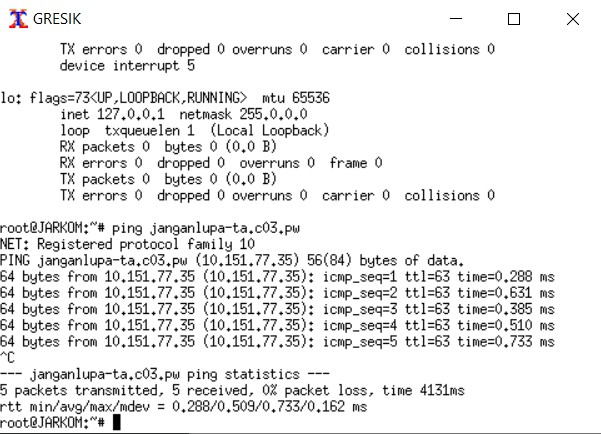 GRESIK
TX errors 0 dropped 0 overruns 0 carrier 0 collisions 0
device interrupt 5
lo: flags=73<UP,LOOPBACK,RUNNING> mtu 65536
inet 127.0.0.1 netmask 255.0.0.0
loop txqueuelen 1 (Local Loopback)
RX packets 0 bytes 0 (0.0 B)
RX errors 0 dropped 0 overruns 0 frame 0
TX packets 0 bytes 0 (0.0 B)
TX errors 0 dropped 0 overruns 0 carrier 0 collisions 0
root@JARKOM:~# ping janganlupa-ta.c03.pw
NET: Registered protocol family 10
PING janganlupa-ta.c03.pw (10.151.77.35) 56(84) bytes of data.
64 bytes from 10.151.77.35 (10.151.77.35): icmp_seq=1 ttl=63 time=0.288 ms
64 bytes from 10.151.77.35 (10.151.77.35): icmp_seq=2 ttl=63 time=0.631 ms
64 bytes from 10.151.77.35 (10.151.77.35): icmp_seq=3 ttl=63 time=0.385 ms
64 bytes from 10.151.77.35 (10.151.77.35): icmp_seq=4 ttl=63 time=0.510 ms
64 bytes from 10.151.77.35 (10.151.77.35): icmp_seq=5 ttl=63 time=0.733 ms
^C
--- janganlupa-ta.c03.pw ping statistics ---
5 packets transmitted, 5 received, 0% packet loss, time 4131ms
rtt min/avg/max/mdev = 0.288/0.509/0.733/0.162 ms
root@JARKOM:~#